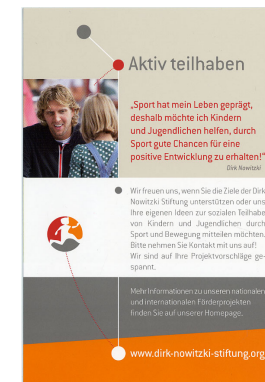 Aktiv teilhaben
„Sport hat mein Leben geprägt,
deshalb möchte ich Kindern
und Jugendlichen helfen, durch
Sport gute Chancen für eine
positive Entwicklung zu erhalten!“
Dirk Nowitzki
Wir freuen uns, wenn Sie die Ziele der Dirk
Nowitzki Stiftung unterstützen oder uns
Ihre eigenen Ideen zur sozialen Teilhabe
von Kindern und Jugendlichen durch
Sport und Bewegung mitteilen möchten.
Bitte nehmen Sie Kontakt mit uns auf!
Wir sind auf Ihre Projektvorschläge ge-
spannt.
Mehr Informationen zu unseren nationalen
und internationalen Förderprojekten
finden Sie auf unserer Homepage.
www.dirk-nowitzki-stiftung.org